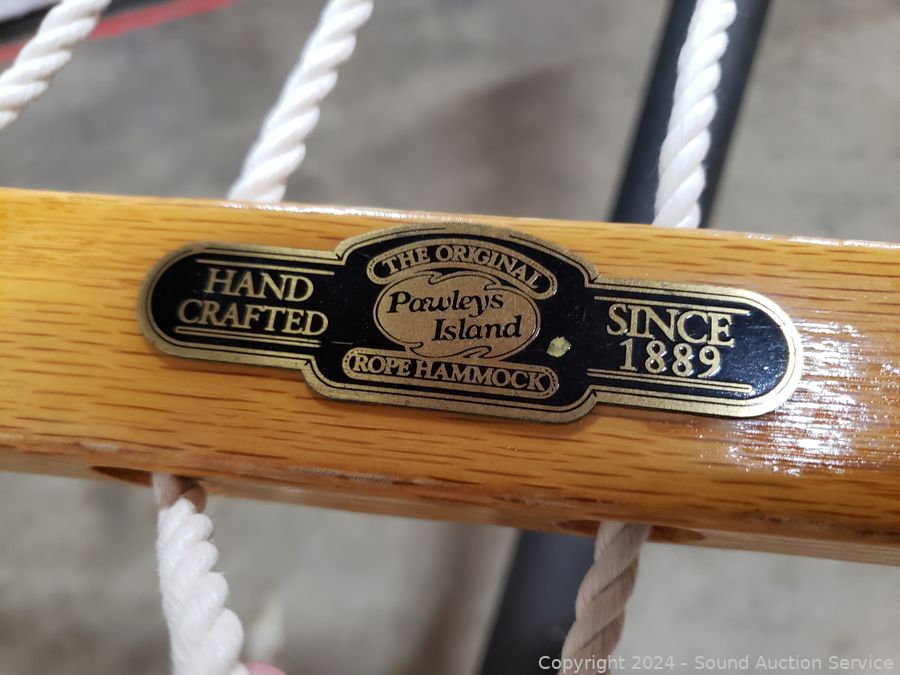 HAND
CRAFTED
THE ORIGINAL
Pawleys
Island
ROPE HAMMOCK
SINCE
1889
Copyright © 2024 - Sound Auction Service